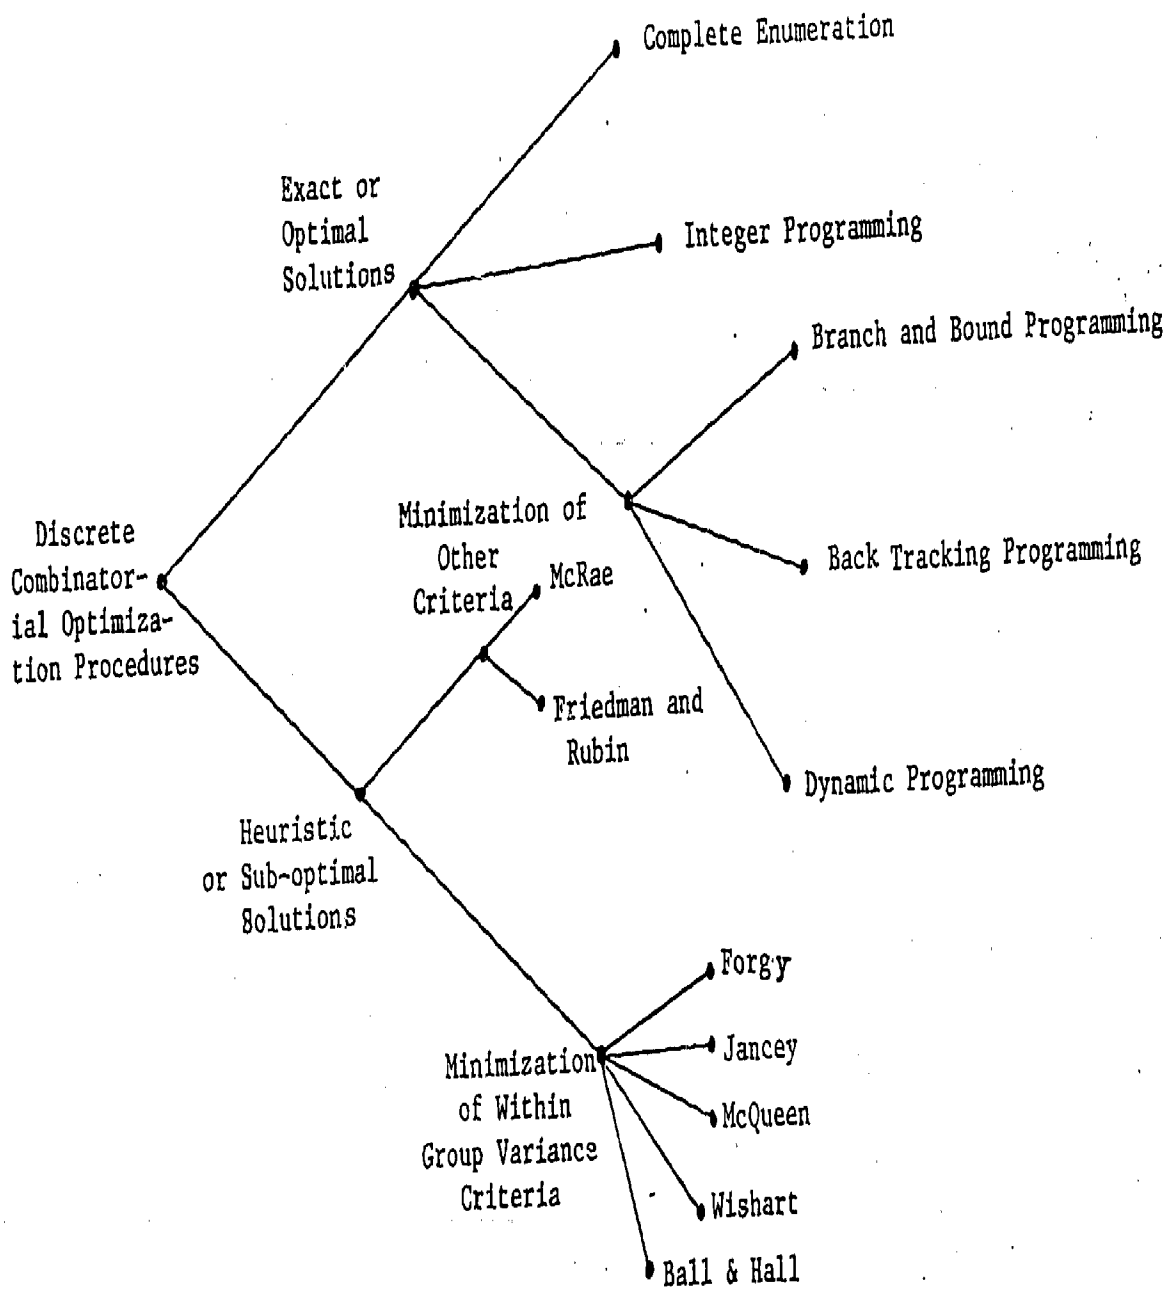 Complete Enumeration
Exact or
Optimal
Solutions
Integer Programming
Branch and Bound Programming
Discrete
Combinator-
ial Optimiza-
tion Procedures
Minimization of
Other
Criteria
McRae
Back Tracking Programming
Friedman and
Rubin
Dynamic Programming
Heuristic
or Sub-optimal
Solutions
Forgy
Jancey
Minimization
of Within
Group Variance
Criteria
McQueen
Wishart
Ball & Hall